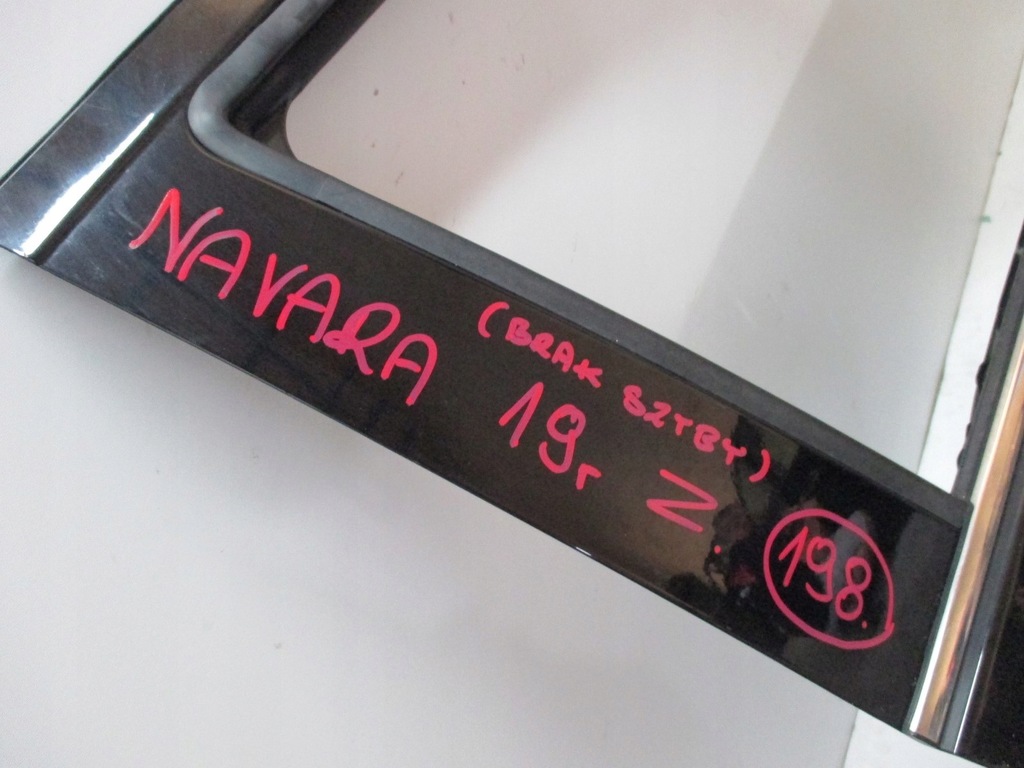 NAVARA 19r Z. 198.
(BRAK SZYBY)